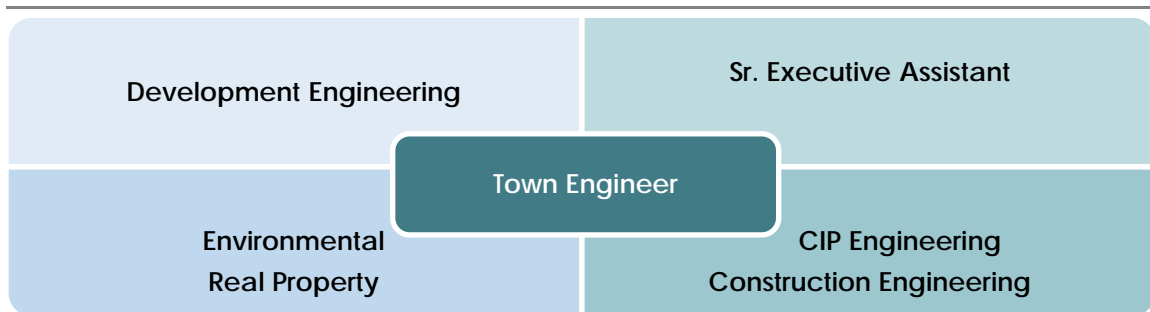 Development Engineering
Sr. Executive Assistant
Town Engineer
Environmental
Real Property
CIP Engineering
Construction Engineering